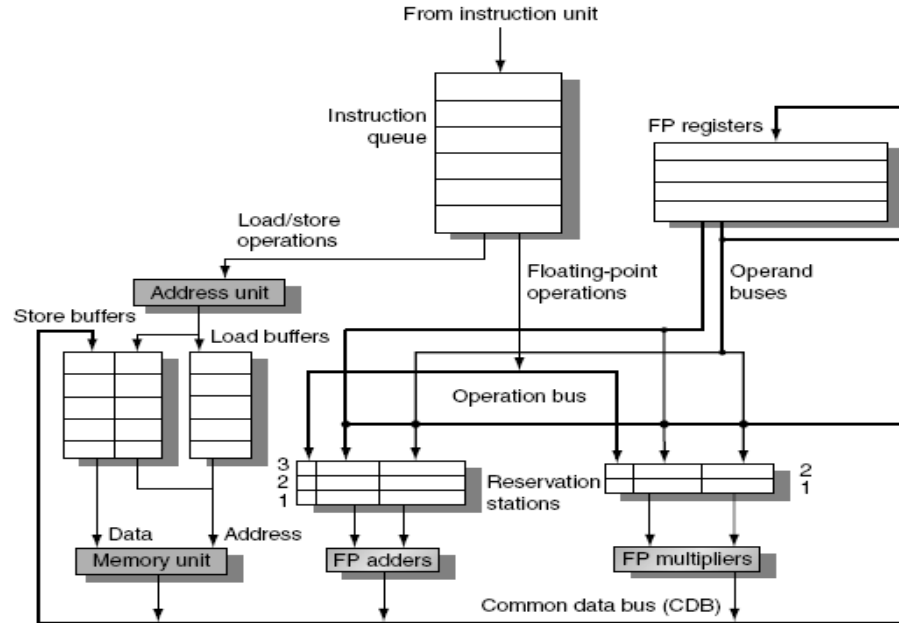 From instruction unit
Instruction
queue
FP registers
Load/store
operations
Floating-point
operations
Operand
buses
Address unit
Store buffers
Load buffers
Operation bus
3
2
1
Reservation
stations
2
1
Data
Address
Memory unit
FP adders
FP multipliers
Common data bus (CDB)